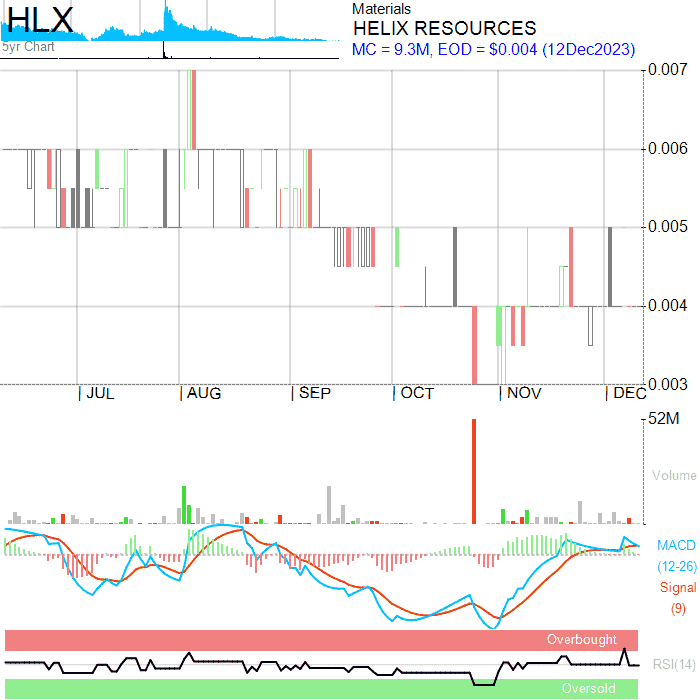 HLX
5yr Chart
Materials
HELIX RESOURCES
MC = 9.3M, EOD = $0.004 (12Dec2023)
0.007
0.006
0.005
0.004
0.003
JUL AUG SEP OCT NOV DEC
52M
Volume
MACD
(12-26)
Signal
(9)
Overbought
RSI(14)
Oversold